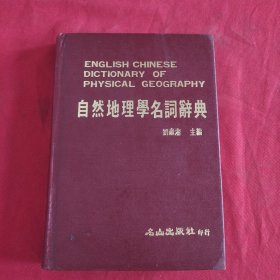 ENGLISH CHINESE
DICTIONARY OF
PHYSICAL GEOGRAPHY
自然地理學名詞辭典
主編
名山出版社 印行